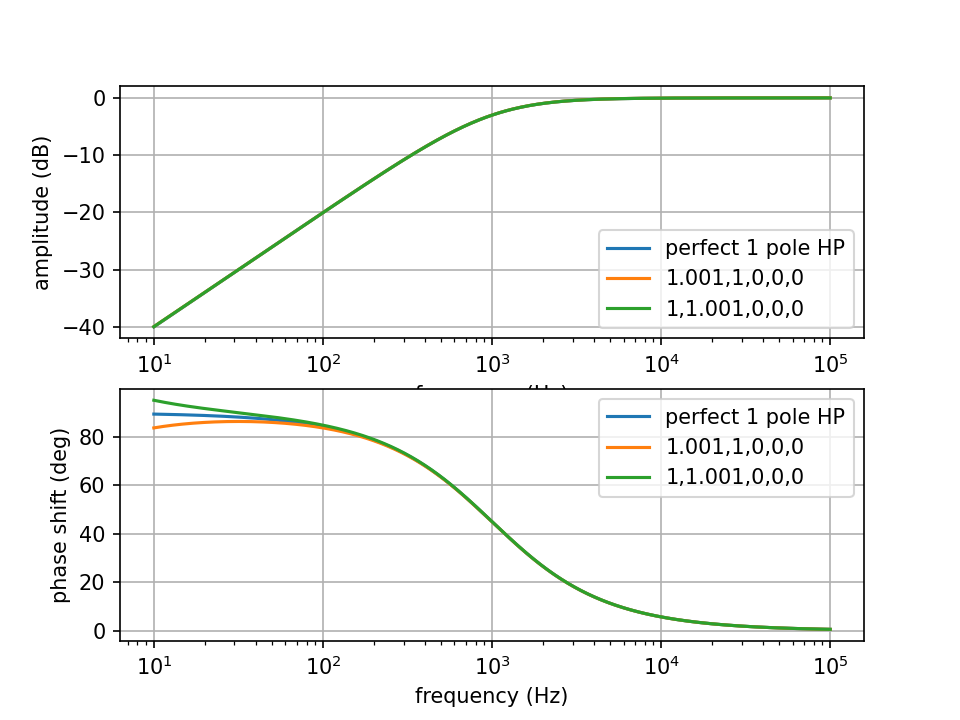 amplitude (dB)
0
−10
−20
−30
−40
perfect 1 pole HP
1.001,1,0,0,0
1,1.001,0,0,0
10¹ 10² 10³ 10⁴ 10⁵
frequency (Hz)
phase shift (deg)
80
60
40
20
0
perfect 1 pole HP
1.001,1,0,0,0
1,1.001,0,0,0
10¹ 10² 10³ 10⁴ 10⁵
frequency (Hz)